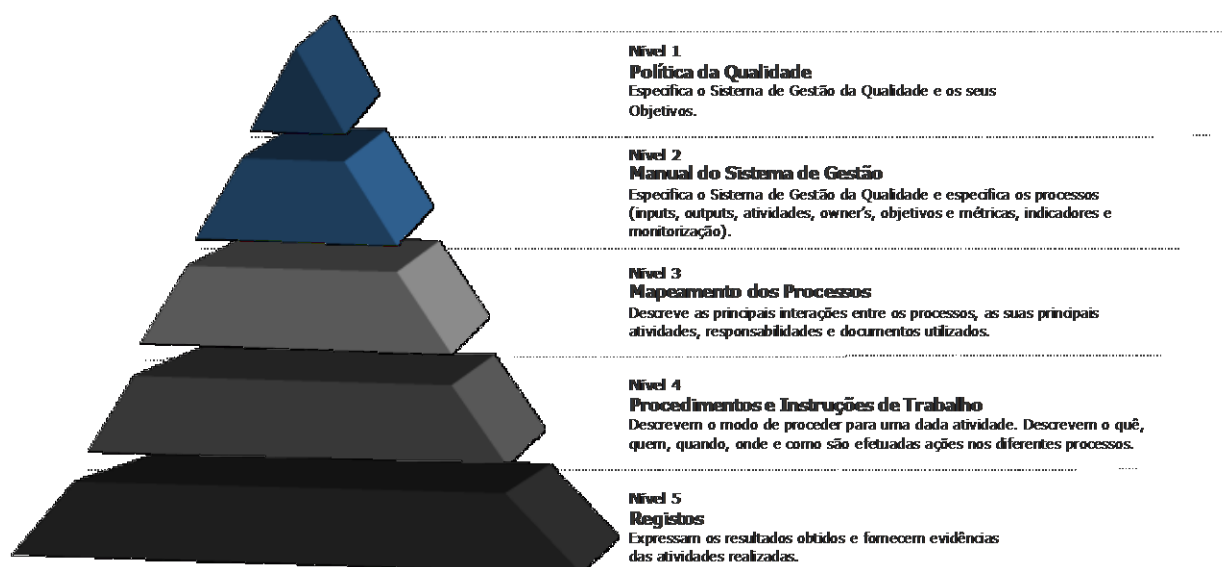 Nível 1
Política da Qualidade
Especifica o Sistema de Gestão da Qualidade e os seus
Objetivos.
Nível 2
Manual do Sistema de Gestão
Especifica o Sistema de Gestão da Qualidade e especifica os processos
(inputs, outputs, atividades, owner's, objetivos e métricas, indicadores e
monitorização).
Nível 3
Mapeamento dos Processos
Descreve as principais interações entre os processos, as suas principais
atividades, responsabilidades e documentos utilizados.
Nível 4
Procedimentos e Instruções de Trabalho
Descrevem o modo de proceder para uma dada atividade. Descrevem o quê,
quem, quando, onde e como são efetuadas ações nos diferentes processos.
Nível 5
Registos
Expressam os resultados obtidos e fornecem evidências
das atividades realizadas.